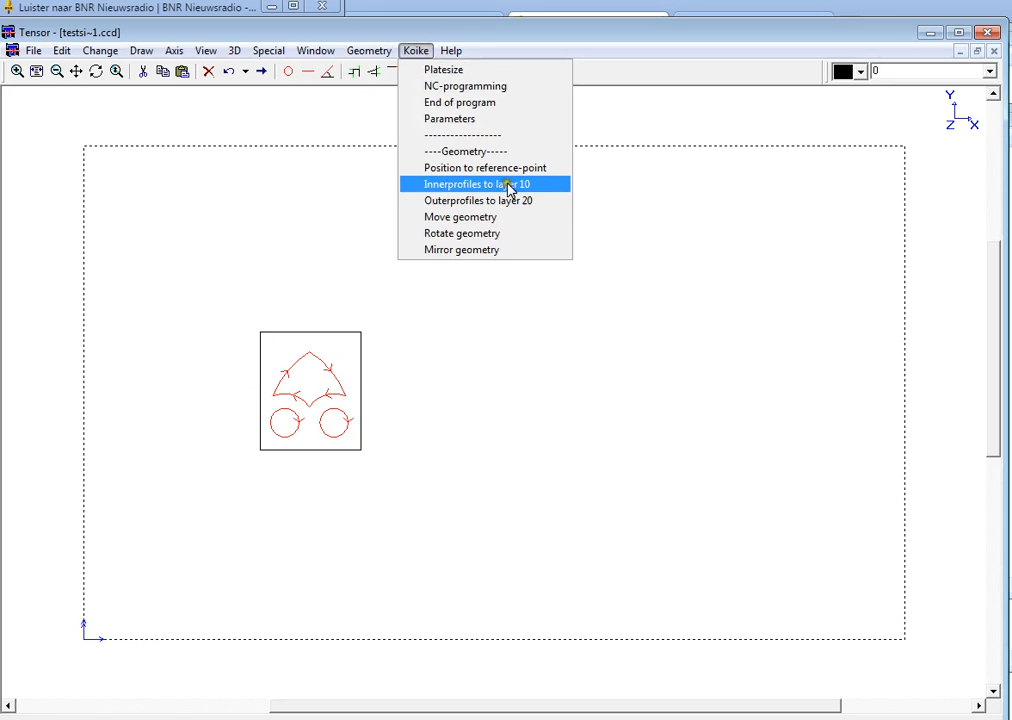 Luister naar BNR Nieuwsradio | BNR Nieuwsradio -...
Tensor - [testsi~1.ccd]
File Edit Change Draw Axis View 3D Special Window Geometry Koike Help
0
Platesize
NC-programming
End of program
Parameters
------------------
----Geometry-----
Position to reference-point
Innerprofiles to layer 10
Outerprofiles to layer 20
Move geometry
Rotate geometry
Mirror geometry
Y
Z X